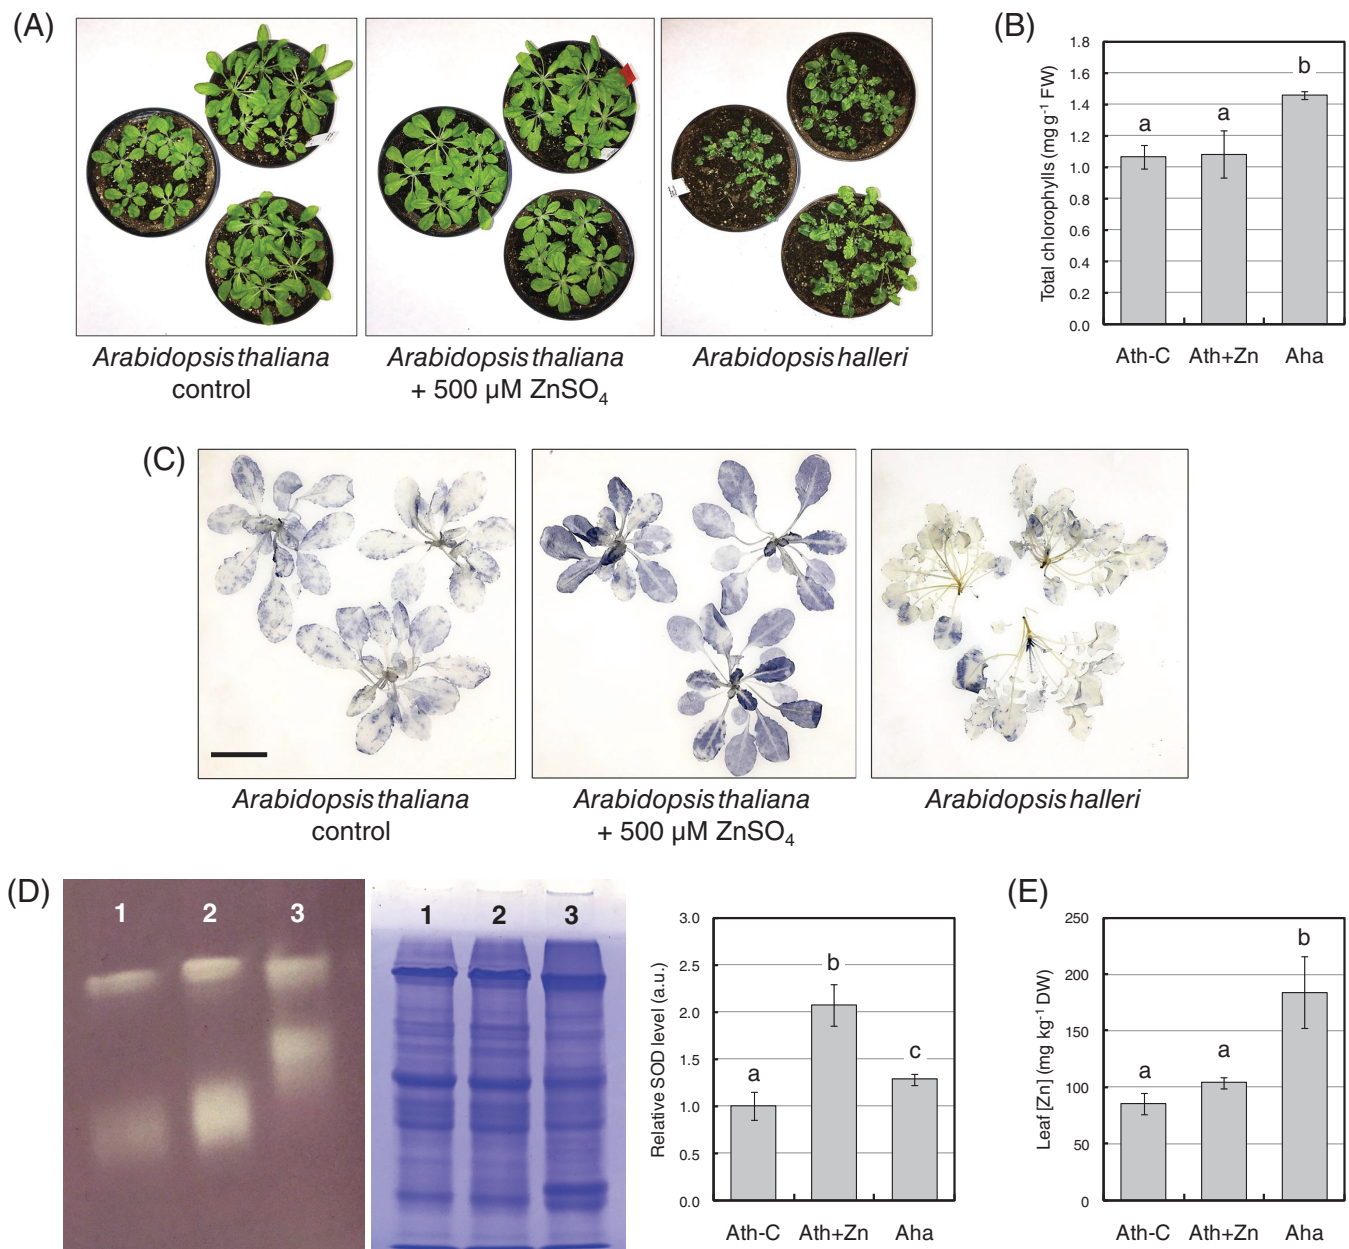 (A)
Arabidopsis thaliana
control
Arabidopsis thaliana
+ 500 µM ZnSO₄
Arabidopsis halleri
(B)
Total chlorophylls (mg g⁻¹ FW)
1.8
1.6
1.4
1.2
1.0
0.8
0.6
0.4
0.2
0.0
a
a
b
Ath-C
Ath+Zn
Aha
(C)
Arabidopsis thaliana
control
Arabidopsis thaliana
+ 500 µM ZnSO₄
Arabidopsis halleri
(D)
1 2 3
1 2 3
Relative SOD level (a.u.)
3.0
2.5
2.0
1.5
1.0
0.5
0.0
a
b
c
Ath-C
Ath+Zn
Aha
(E)
Leaf [Zn] (mg kg⁻¹ DW)
250
200
150
100
50
0
a
a
b
Ath-C
Ath+Zn
Aha